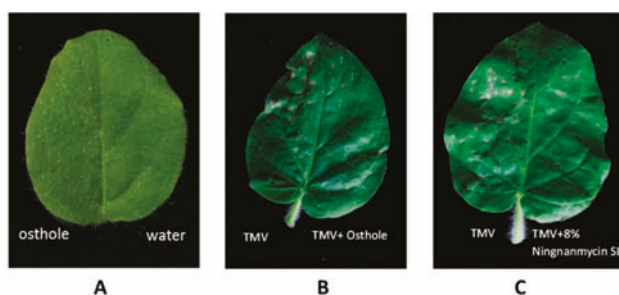 osthole water
TMV TMV+ Osthole
TMV TMV+8%
Ningnanmycin SL
A B C